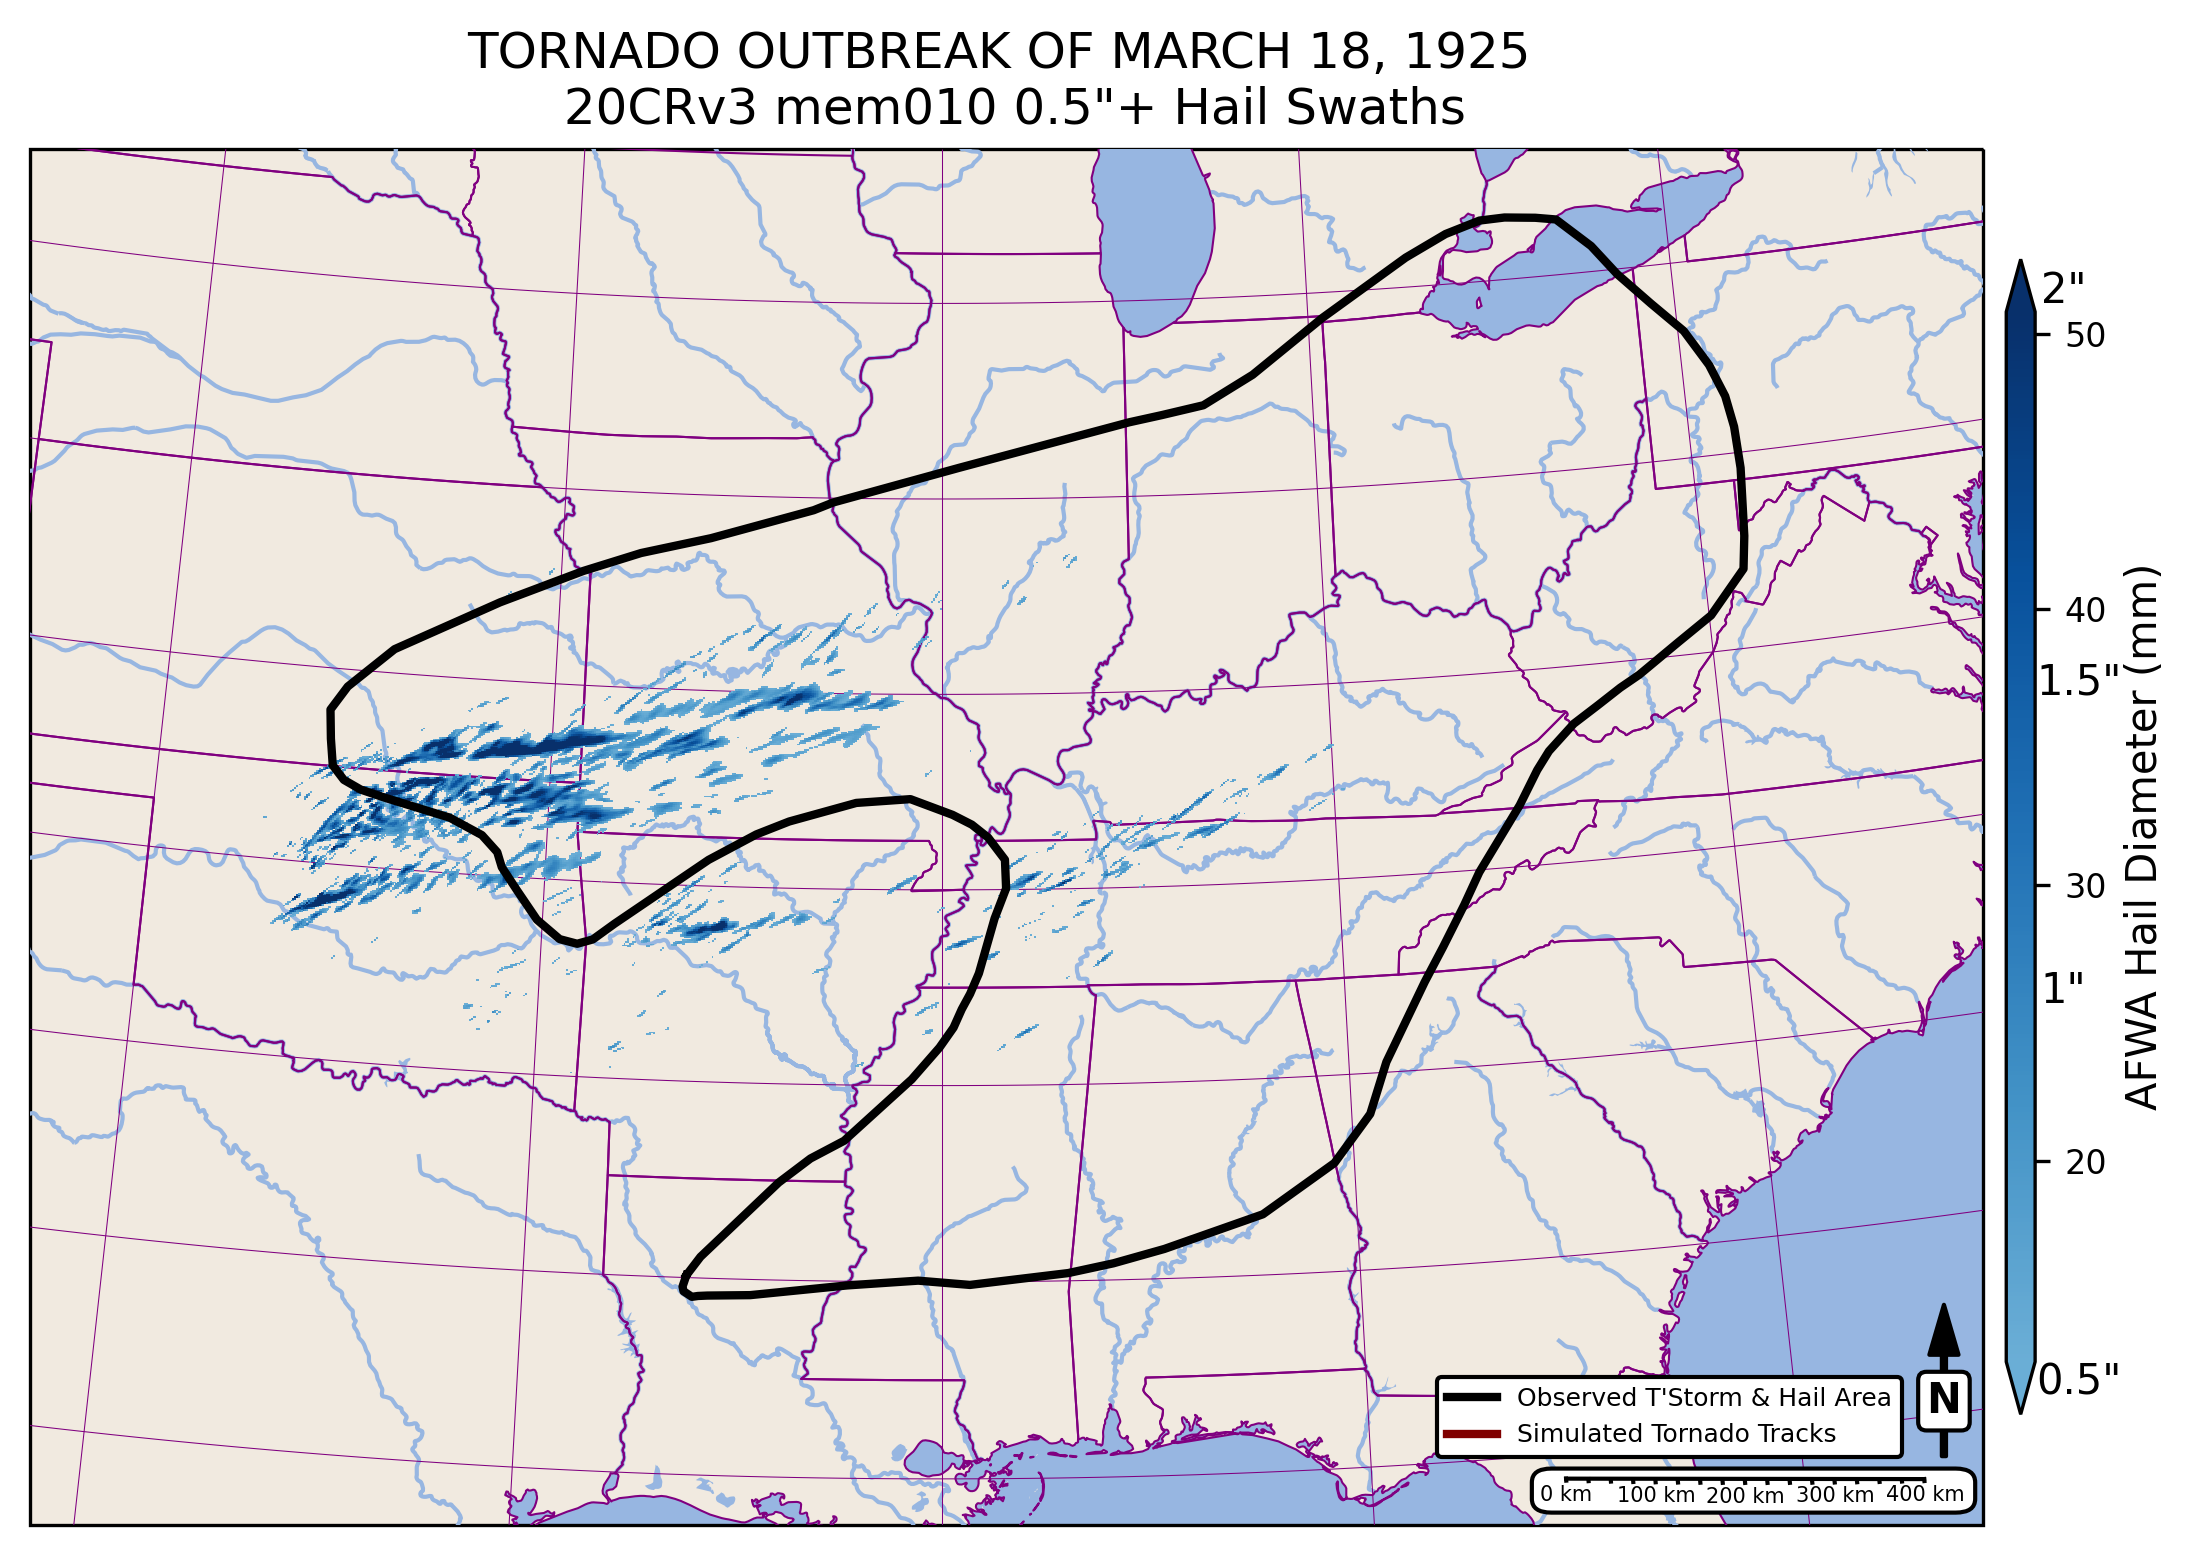 TORNADO OUTBREAK OF MARCH 18, 1925
20CRv3 mem010 0.5"+ Hail Swaths
2"
50
40
1.5"
30
1"
20
0.5"
AFWA Hail Diameter (mm)
Observed T'Storm & Hail Area
Simulated Tornado Tracks
N
0 km 100 km 200 km 300 km 400 km